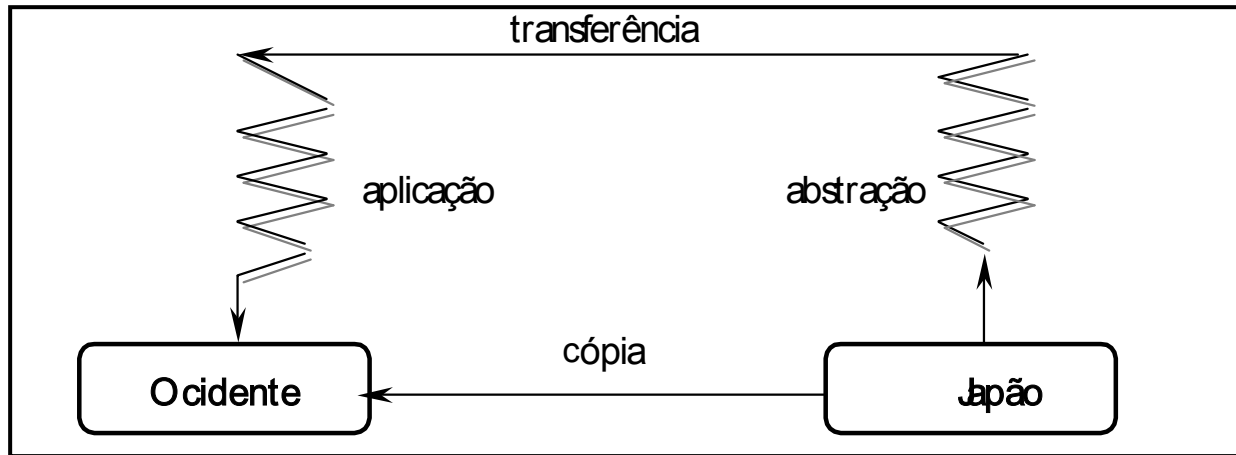 transferência
aplicação
abstração
cópia
Ocidente
Japão